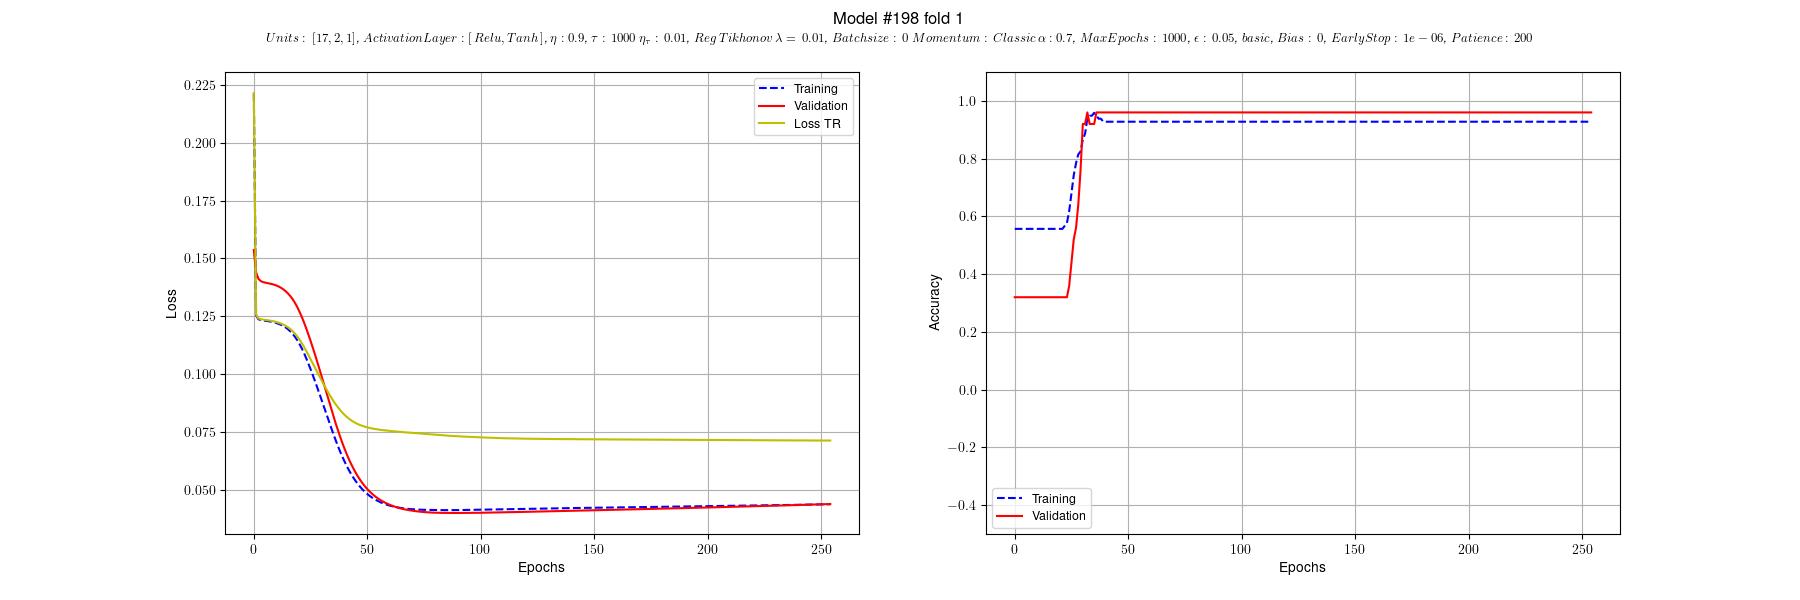 Model #198 fold 1
Units : [17, 2, 1], ActivationLayer : [ Relu, Tanh ], η : 0.9, τ : 1000 ητ : 0.01, Reg Tikhonov λ = 0.01, Batchsize : 0 Momentum : Classic α : 0.7, MaxEpochs : 1000, ϵ : 0.05, basic, Bias : 0, EarlyStop : 1e − 06, Patience : 200
Loss
0.225
0.200
0.175
0.150
0.125
0.100
0.075
0.050
Training
Validation
Loss TR
0 50 100 150 200 250
Epochs
Accuracy
1.0
0.8
0.6
0.4
0.2
0.0
−0.2
−0.4
Training
Validation
0 50 100 150 200 250
Epochs